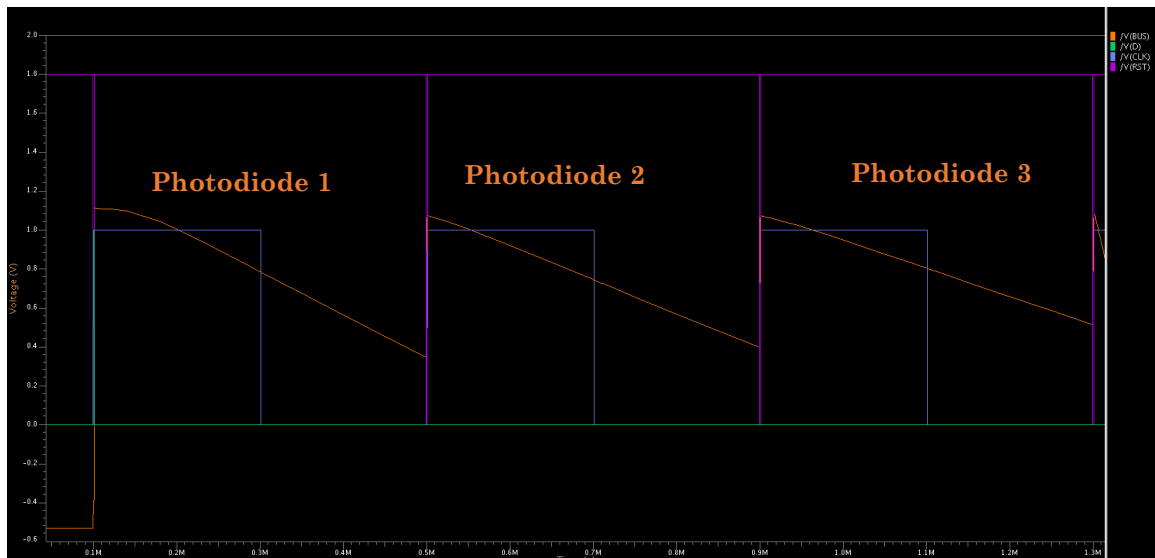 2.0
/V(BUS)
/V(D)
/V(CLK)
/V(RST)
1.8
1.6
1.4
Photodiode 1
Photodiode 2
Photodiode 3
1.2
1.0
0.8
Voltage (V)
0.6
0.4
0.2
0.0
-0.2
-0.4
-0.6
0.1M 0.2M 0.3M 0.4M 0.5M 0.6M 0.7M 0.8M 0.9M 1.0M 1.1M 1.2M 1.3M